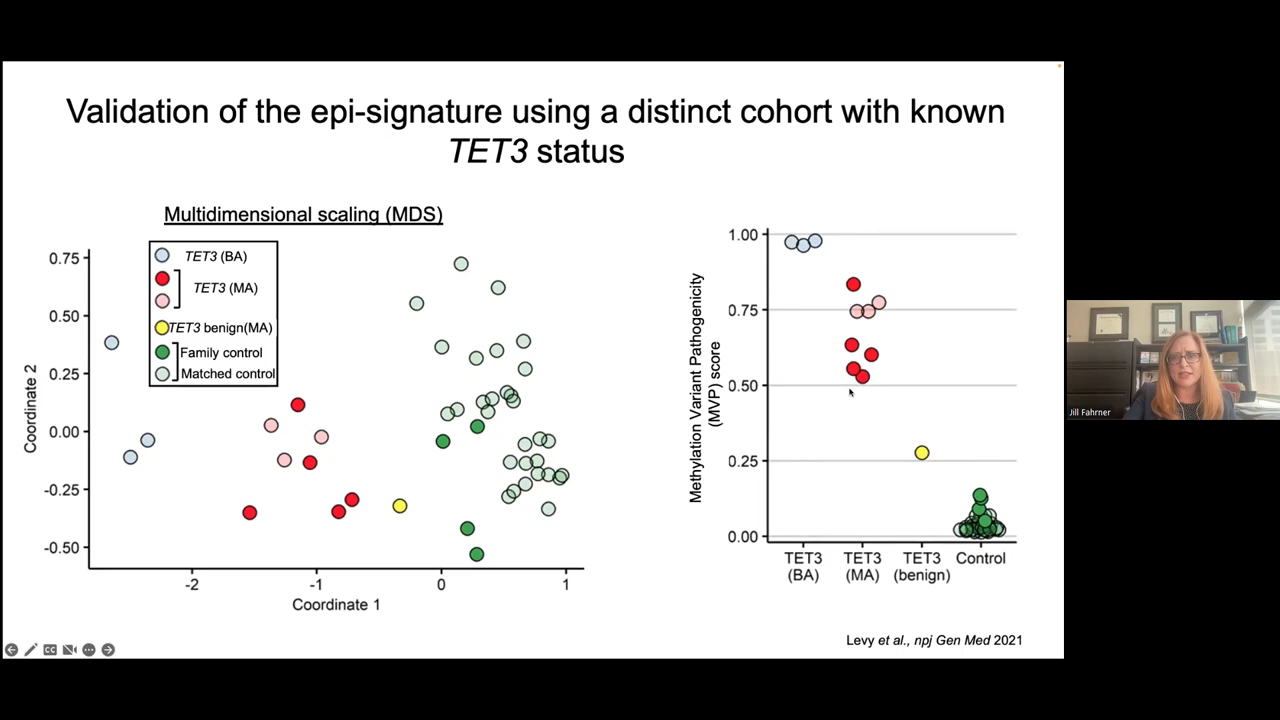 Validation of the epi-signature using a distinct cohort with known
TET3 status
Multidimensional scaling (MDS)
TET3 (BA)
TET3 (MA)
TET3 benign(MA)
Family control
Matched control
0.75
0.50
0.25
0.00
-0.25
-0.50
Coordinate 2
-2
-1
0
1
Coordinate 1
Methylation Variant Pathogenicity
(MVP) score
1.00
0.75
0.50
0.25
0.00
TET3
(BA)
TET3
(MA)
TET3
(benign)
Control
Levy et al., npj Gen Med 2021
CC
Jill Fahrner